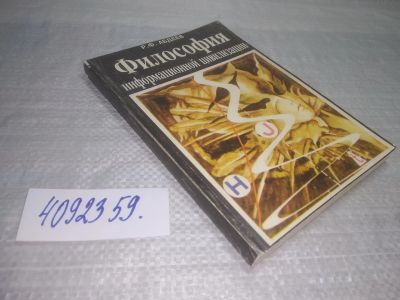 Р. Ф. АБДЕЕВ
Философия
информационной цивилизации
Н
J
4092359.